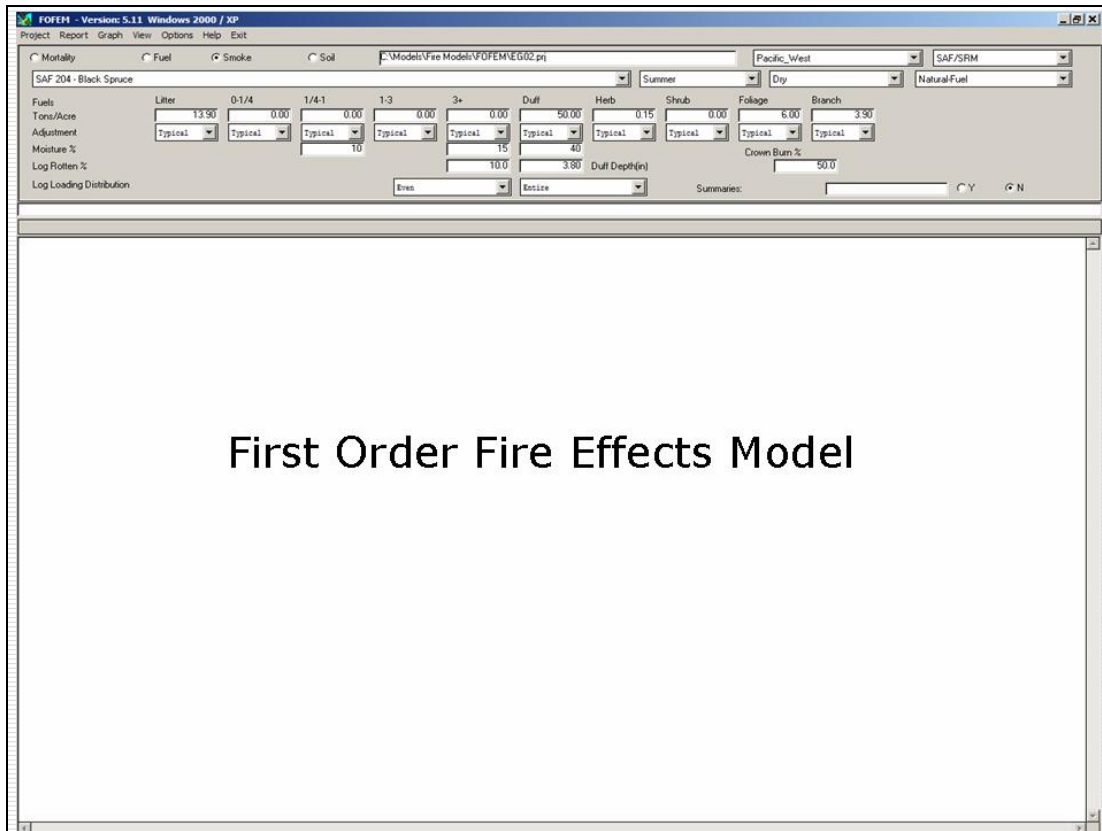 FOFEM - Version: 5.11 Windows 2000 / XP
Project Report Graph View Options Help Exit
Mortality Fuel Smoke Soil C:\Models\Fire Models\FOFEM\EG02.prj Pacific_West SAF/SRM
SAF 204 - Black Spruce Summer Dry Natural-Fuel
Fuels Litter 0-1/4 1/4-1 1-3 3+ Duff Herb Shrub Foliage Branch
Tons/Acre 13.90 0.00 0.00 0.00 0.00 50.00 0.15 0.00 6.00 3.90
Adjustment Typical Typical Typical Typical Typical Typical Typical Typical Typical Typical
Moisture % 10 15 40 Crown Burn %
Log Rotten % 10.0 3.80 Duff Depth(in) 50.0
Log Loading Distribution Even Entire Summaries: Y N
First Order Fire Effects Model